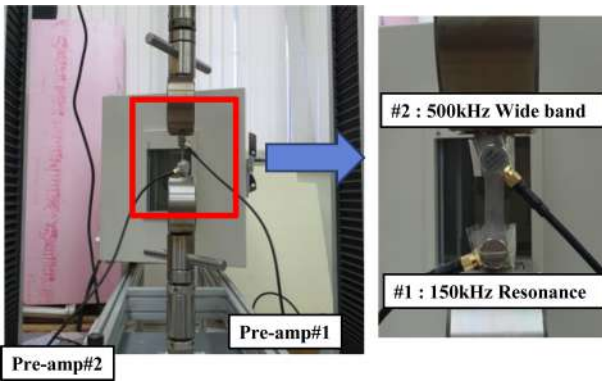 #2 : 500kHz Wide band
#1 : 150kHz Resonance
Pre-amp#1
Pre-amp#2